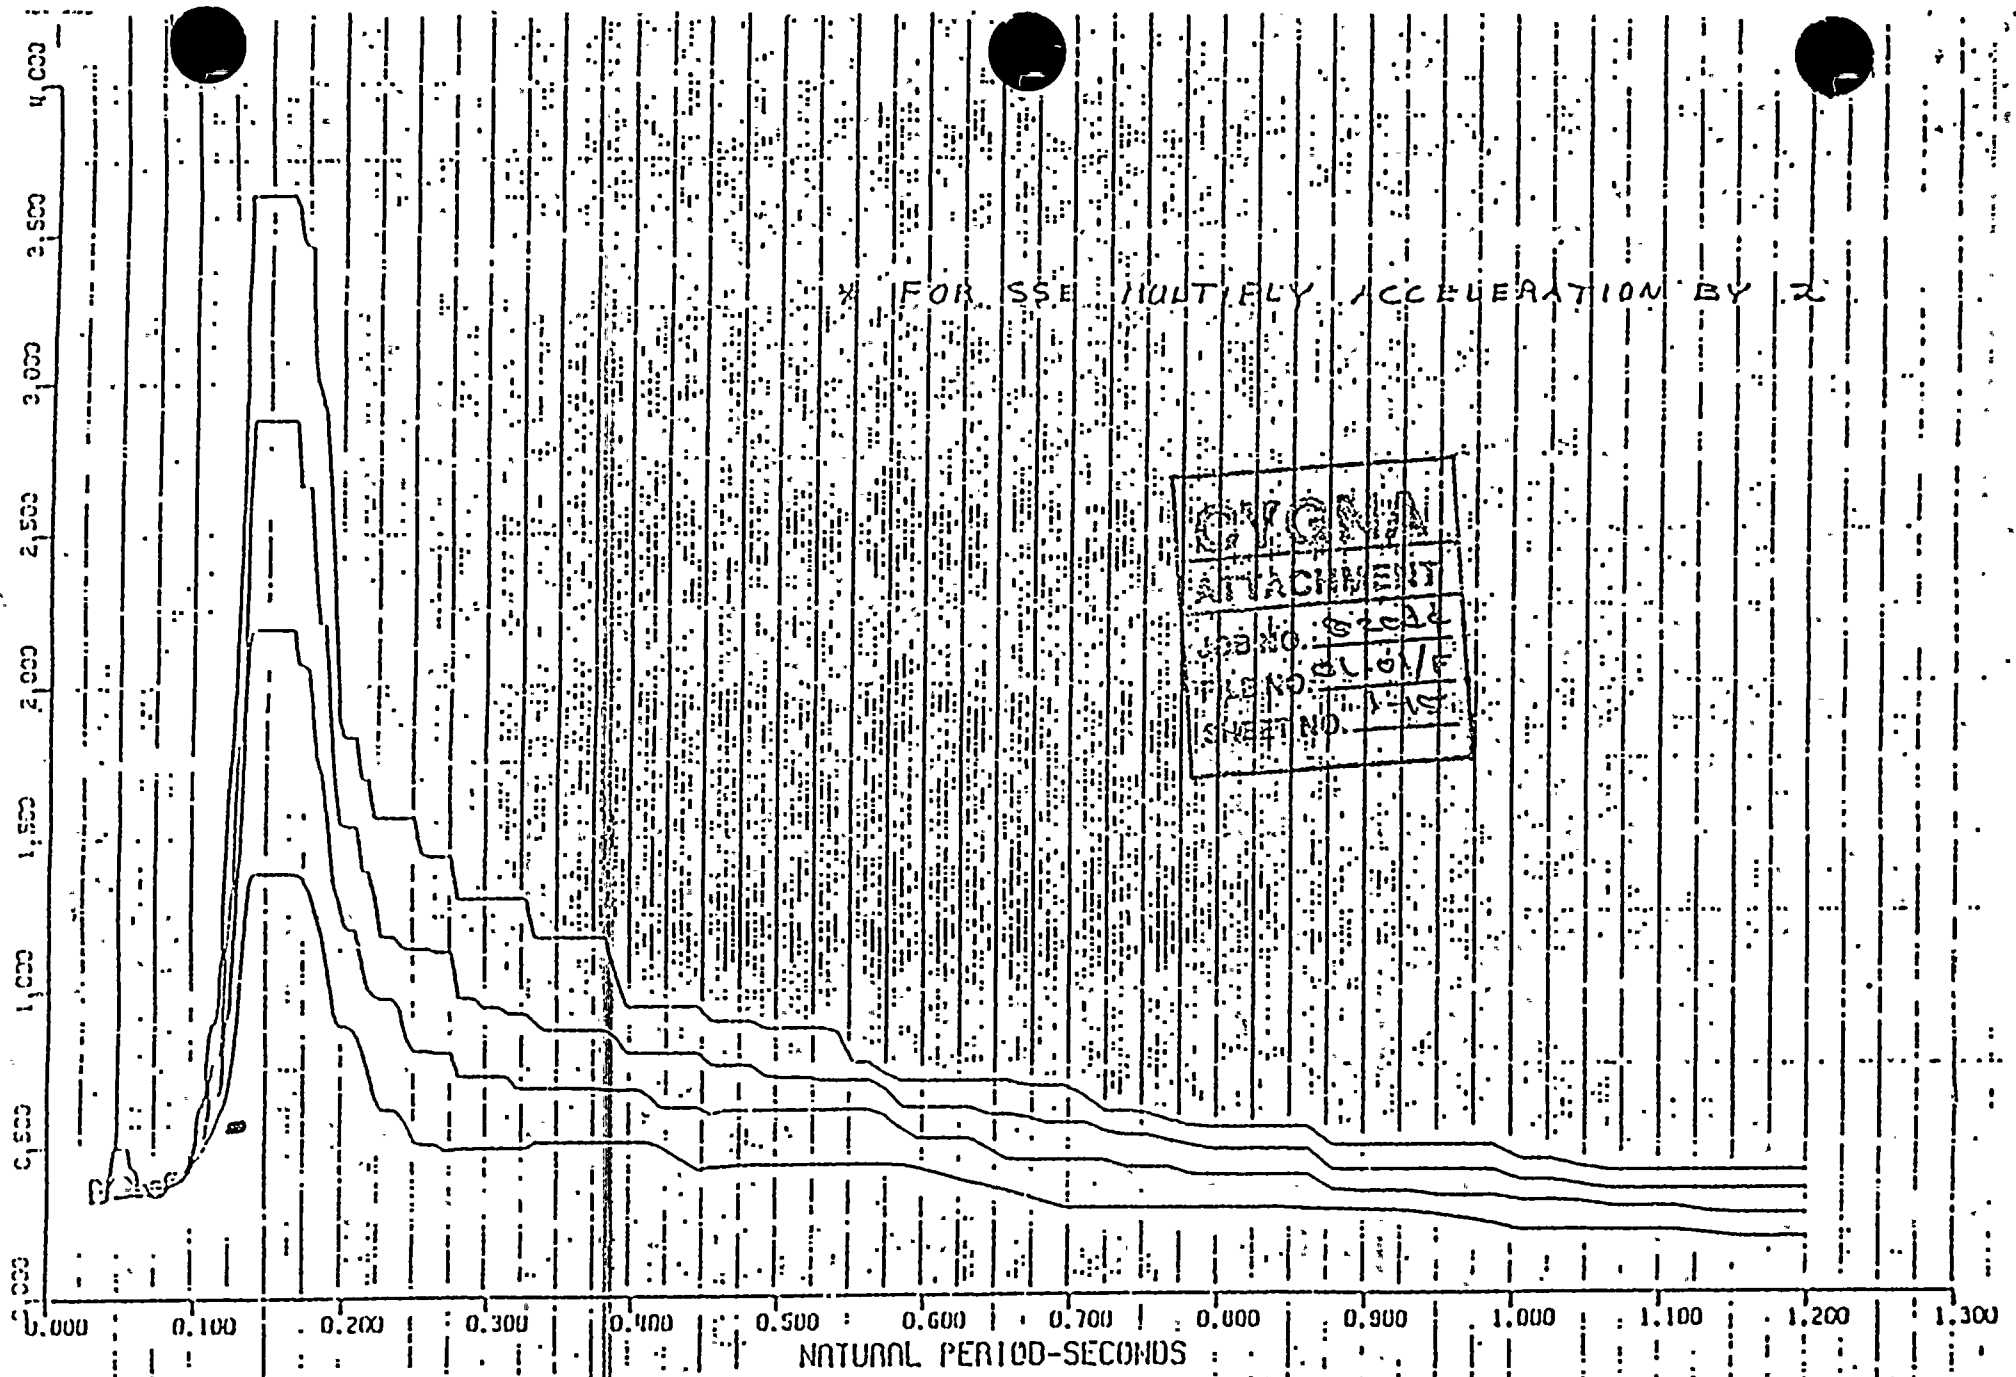 4,000
3,500
3,000
2,500
2,000
1,500
1,000
0,500
0,000
* FOR SSE MULTIPLY ACCELERATION BY 2
CYGNA
ATTACHMENT
JOB NO.
NO.
SHEET NO.
0.000 0.100 0.200 0.300 0.400 0.500 0.600 0.700 0.800 0.900 1.000 1.100 1.200 1.300
NATURAL PERIOD-SECONDS